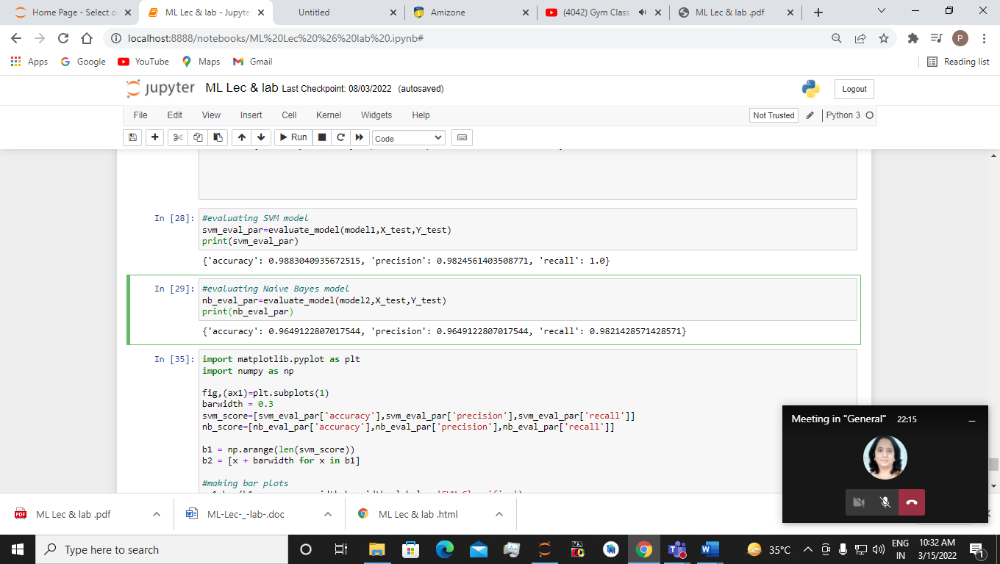 Home Page - Select o
ML Lec & lab - Jupyte
Untitled
Amizone
(4042) Gym Class
ML Lec & lab .pdf
localhost:8888/notebooks/ML%20Lec%20%26%20lab%20.ipynb#
P
Apps
Google
YouTube
Maps
Gmail
Reading list
jupyter
ML Lec & lab Last Checkpoint: 08/03/2022 (autosaved)
Logout
File Edit View Insert Cell Kernel Widgets Help
Not Trusted
Python 3
Run
Code
In [28]:
#evaluating SVM model
svm_eval_par=evaluate_model(model1,X_test,Y_test)
print(svm_eval_par)
{'accuracy': 0.9883040935672515, 'precision': 0.9824561403508771, 'recall': 1.0}
In [29]:
#evaluating Naive Bayes model
nb_eval_par=evaluate_model(model2,X_test,Y_test)
print(nb_eval_par)
{'accuracy': 0.9649122807017544, 'precision': 0.9649122807017544, 'recall': 0.9821428571428571}
In [35]:
import matplotlib.pyplot as plt
import numpy as np
fig,(ax1)=plt.subplots(1)
barwidth = 0.3
svm_score=[svm_eval_par['accuracy'],svm_eval_par['precision'],svm_eval_par['recall']]
nb_score=[nb_eval_par['accuracy'],nb_eval_par['precision'],nb_eval_par['recall']]
b1 = np.arange(len(svm_score))
b2 = [x + barwidth for x in b1]
#making bar plots
Meeting in "General" 22:15
PDF
ML Lec & lab .pdf
ML-Lec-_-lab-.doc
ML Lec & lab .html
Type here to search
35°C
ENG
IN
10:32 AM
3/15/2022
1